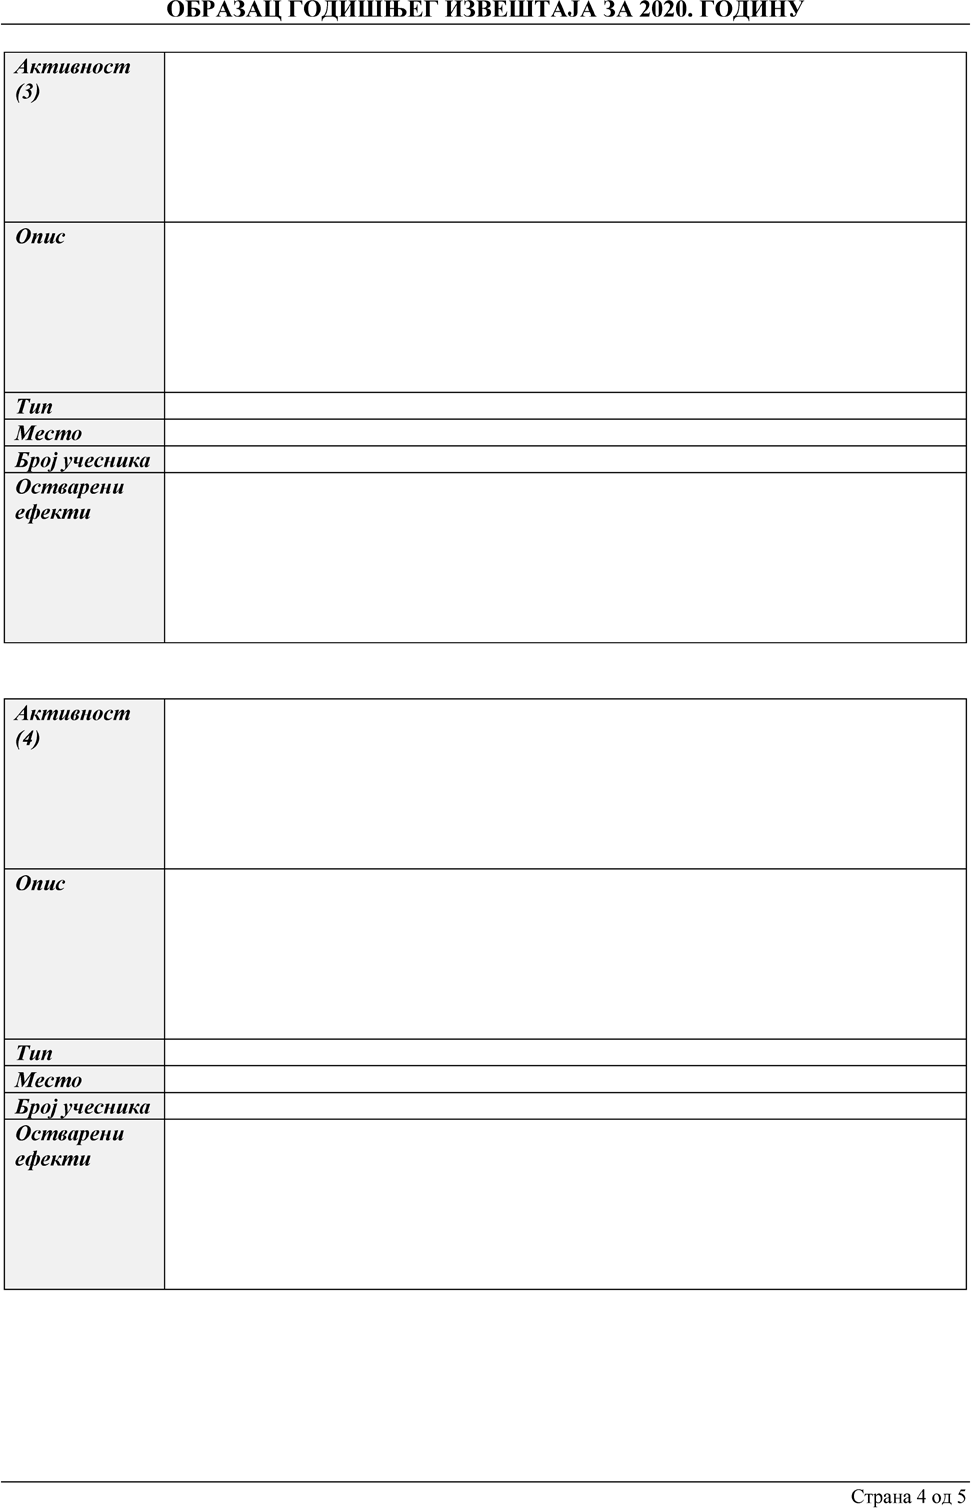 ОБРАЗАЦ ГОДИШЊЕГ ИЗВЕШТАЈА ЗА 2020. ГОДИНУ
Активност
(3)
Опис
Тип
Место
Број учесника
Остварени
ефекти
Активност
(4)
Опис
Тип
Место
Број учесника
Остварени
ефекти
Страна 4 од 5